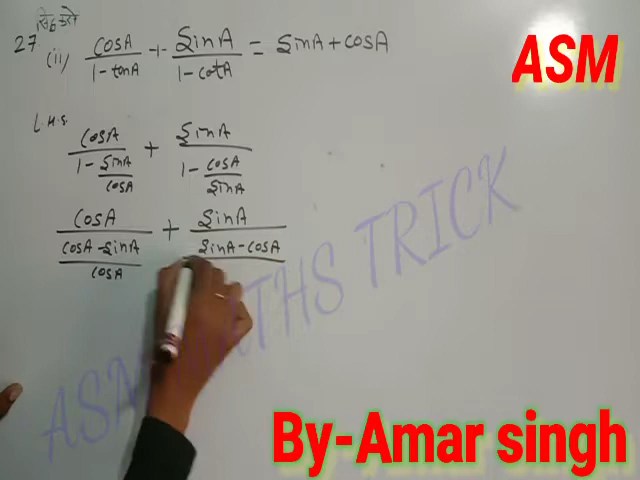 सिद्ध करो
27 (ii) cosA/1-tanA + SinA/1-cotA = SinA+cosA
L.H.S.
cosA/1-SinA/cosA + SinA/1-cosA/SinA
cosA/cosA-SinA/cosA + SinA/SinA-cosA
ASM
ASM MATHS TRICK
By-Amar singh